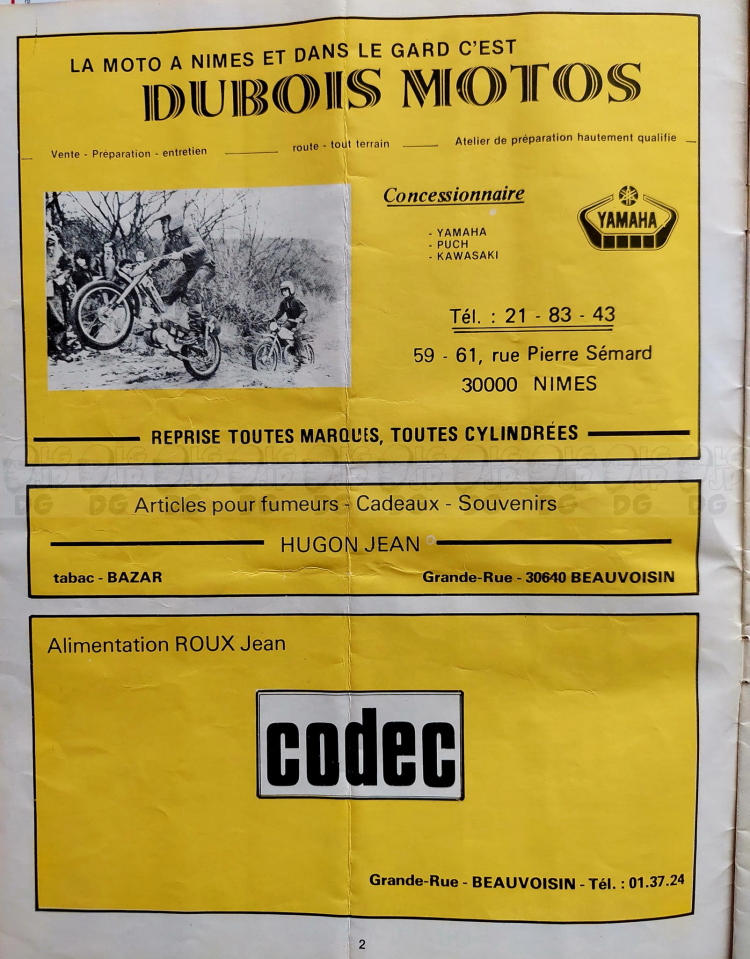 LA MOTO A NIMES ET DANS LE GARD C'EST
DUBOIS MOTOS
Vente - Préparation - entretien route - tout terrain Atelier de préparation hautement qualifie
Concessionnaire
- YAMAHA
- PUCH
- KAWASAKI
YAMAHA
Tél. : 21 - 83 - 43
59 - 61, rue Pierre Sémard
30000 NIMES
REPRISE TOUTES MARQUES, TOUTES CYLINDRÉES
Articles pour fumeurs - Cadeaux - Souvenirs
HUGON JEAN
tabac - BAZAR Grande-Rue - 30640 BEAUVOISIN
Alimentation ROUX Jean
codec
Grande-Rue - BEAUVOISIN - Tél. : 01.37.24
2